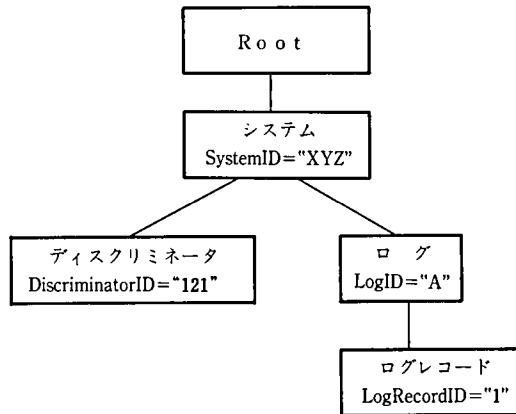 Root
システム
SystemID="XYZ"
ディスクリミネータ
DiscriminatorID="121"
ログ
LogID="A"
ログレコード
LogRecordID="1"